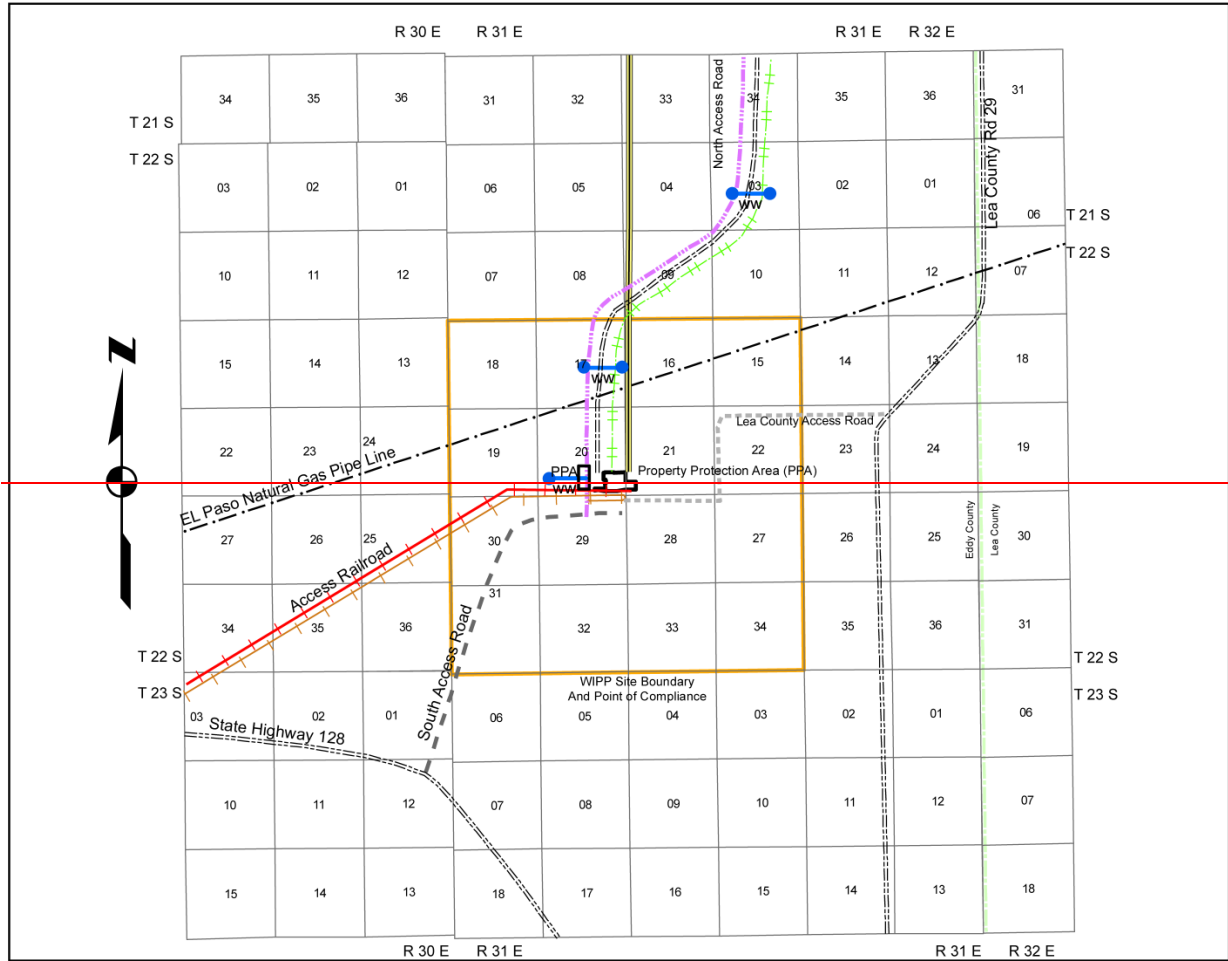 R 30 E R 31 E R 31 E R 32 E
34 35 36 31 32 33 34 35 36 31
T 21 S
T 22 S
North Access Road
Lea County Rd 29
03 02 01 06 05 04 03 02 01 06
WW
T 21 S
T 22 S
10 11 12 07 08 09 10 11 12 07
15 14 13 18 17 16 15 14 13 18
WW
Lea County Access Road
22 23 24 19 20 21 22 23 24 19
EL Paso Natural Gas Pipe Line
PPA
Property Protection Area (PPA)
WW
N
27 26 25 30 29 28 27 26 25 30
Eddy County
Lea County
Access Railroad
34 35 36 31 32 33 34 35 36 31
South Access Road
T 22 S
T 23 S
T 22 S
T 23 S
WIPP Site Boundary
And Point of Compliance
03 02 01 06 05 04 03 02 01 06
State Highway 128
10 11 12 07 08 09 10 11 12 07
15 14 13 18 17 16 15 14 13 18
R 30 E R 31 E R 31 E R 32 E